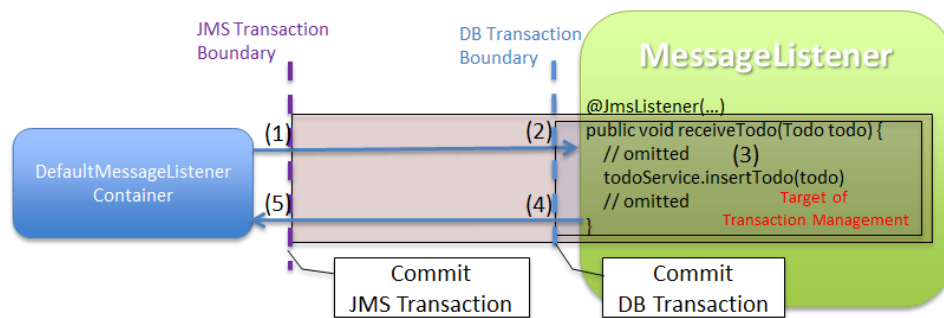 JMS Transaction
Boundary
DB Transaction
Boundary
MessageListener
@JmsListener(...)
public void receiveTodo(Todo todo) {
// omitted
(3)
todoService.insertTodo(todo)
// omitted
Target of
Transaction Management
}
(1)
(2)
DefaultMessageListener
Container
(5)
(4)
Commit
JMS Transaction
Commit
DB Transaction